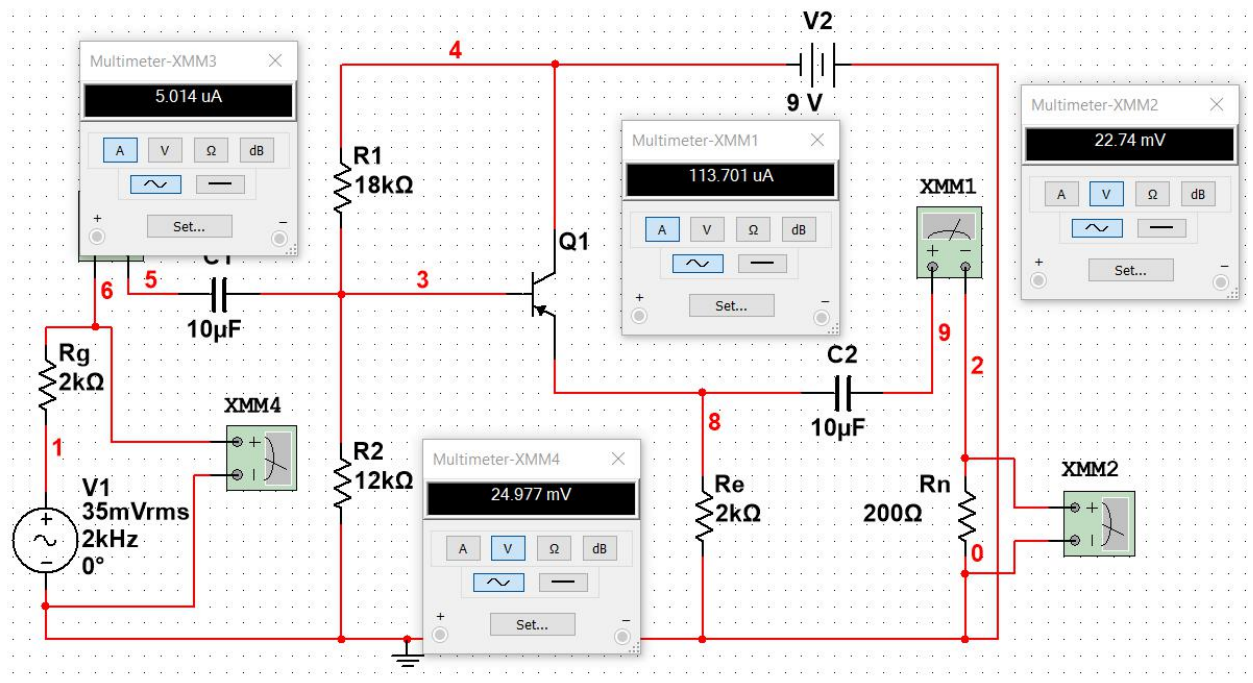 V2
9 V
4
Multimeter-XMM3
5.014 uA
A
V
Ω
dB
Set...
+
−
R1
18kΩ
Multimeter-XMM1
113.701 uA
A
V
Ω
dB
Set...
+
−
Multimeter-XMM2
22.74 mV
A
V
Ω
dB
Set...
+
−
XMM1
+ −
Q1
6
5
C1
10µF
3
Rg
2kΩ
1
XMM4
+
−
C2
10µF
9
2
8
V1
35mVrms
2kHz
0°
+
−
R2
12kΩ
Multimeter-XMM4
24.977 mV
A
V
Ω
dB
Set...
+
−
Re
2kΩ
Rn
200Ω
0
XMM2
+
−